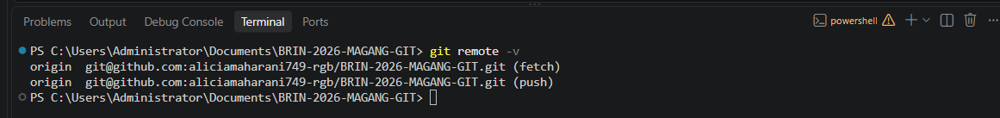 Problems Output Debug Console Terminal Ports powershell
PS C:\Users\Administrator\Documents\BRIN-2026-MAGANG-GIT> git remote -v
origin git@github.com:aliciamaharani749-rgb/BRIN-2026-MAGANG-GIT.git (fetch)
origin git@github.com:aliciamaharani749-rgb/BRIN-2026-MAGANG-GIT.git (push)
PS C:\Users\Administrator\Documents\BRIN-2026-MAGANG-GIT>